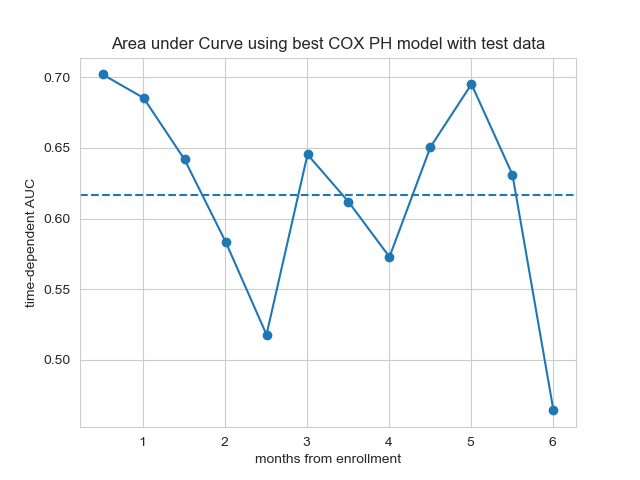 Area under Curve using best COX PH model with test data
time-dependent AUC
0.70
0.65
0.60
0.55
0.50
1 2 3 4 5 6
months from enrollment